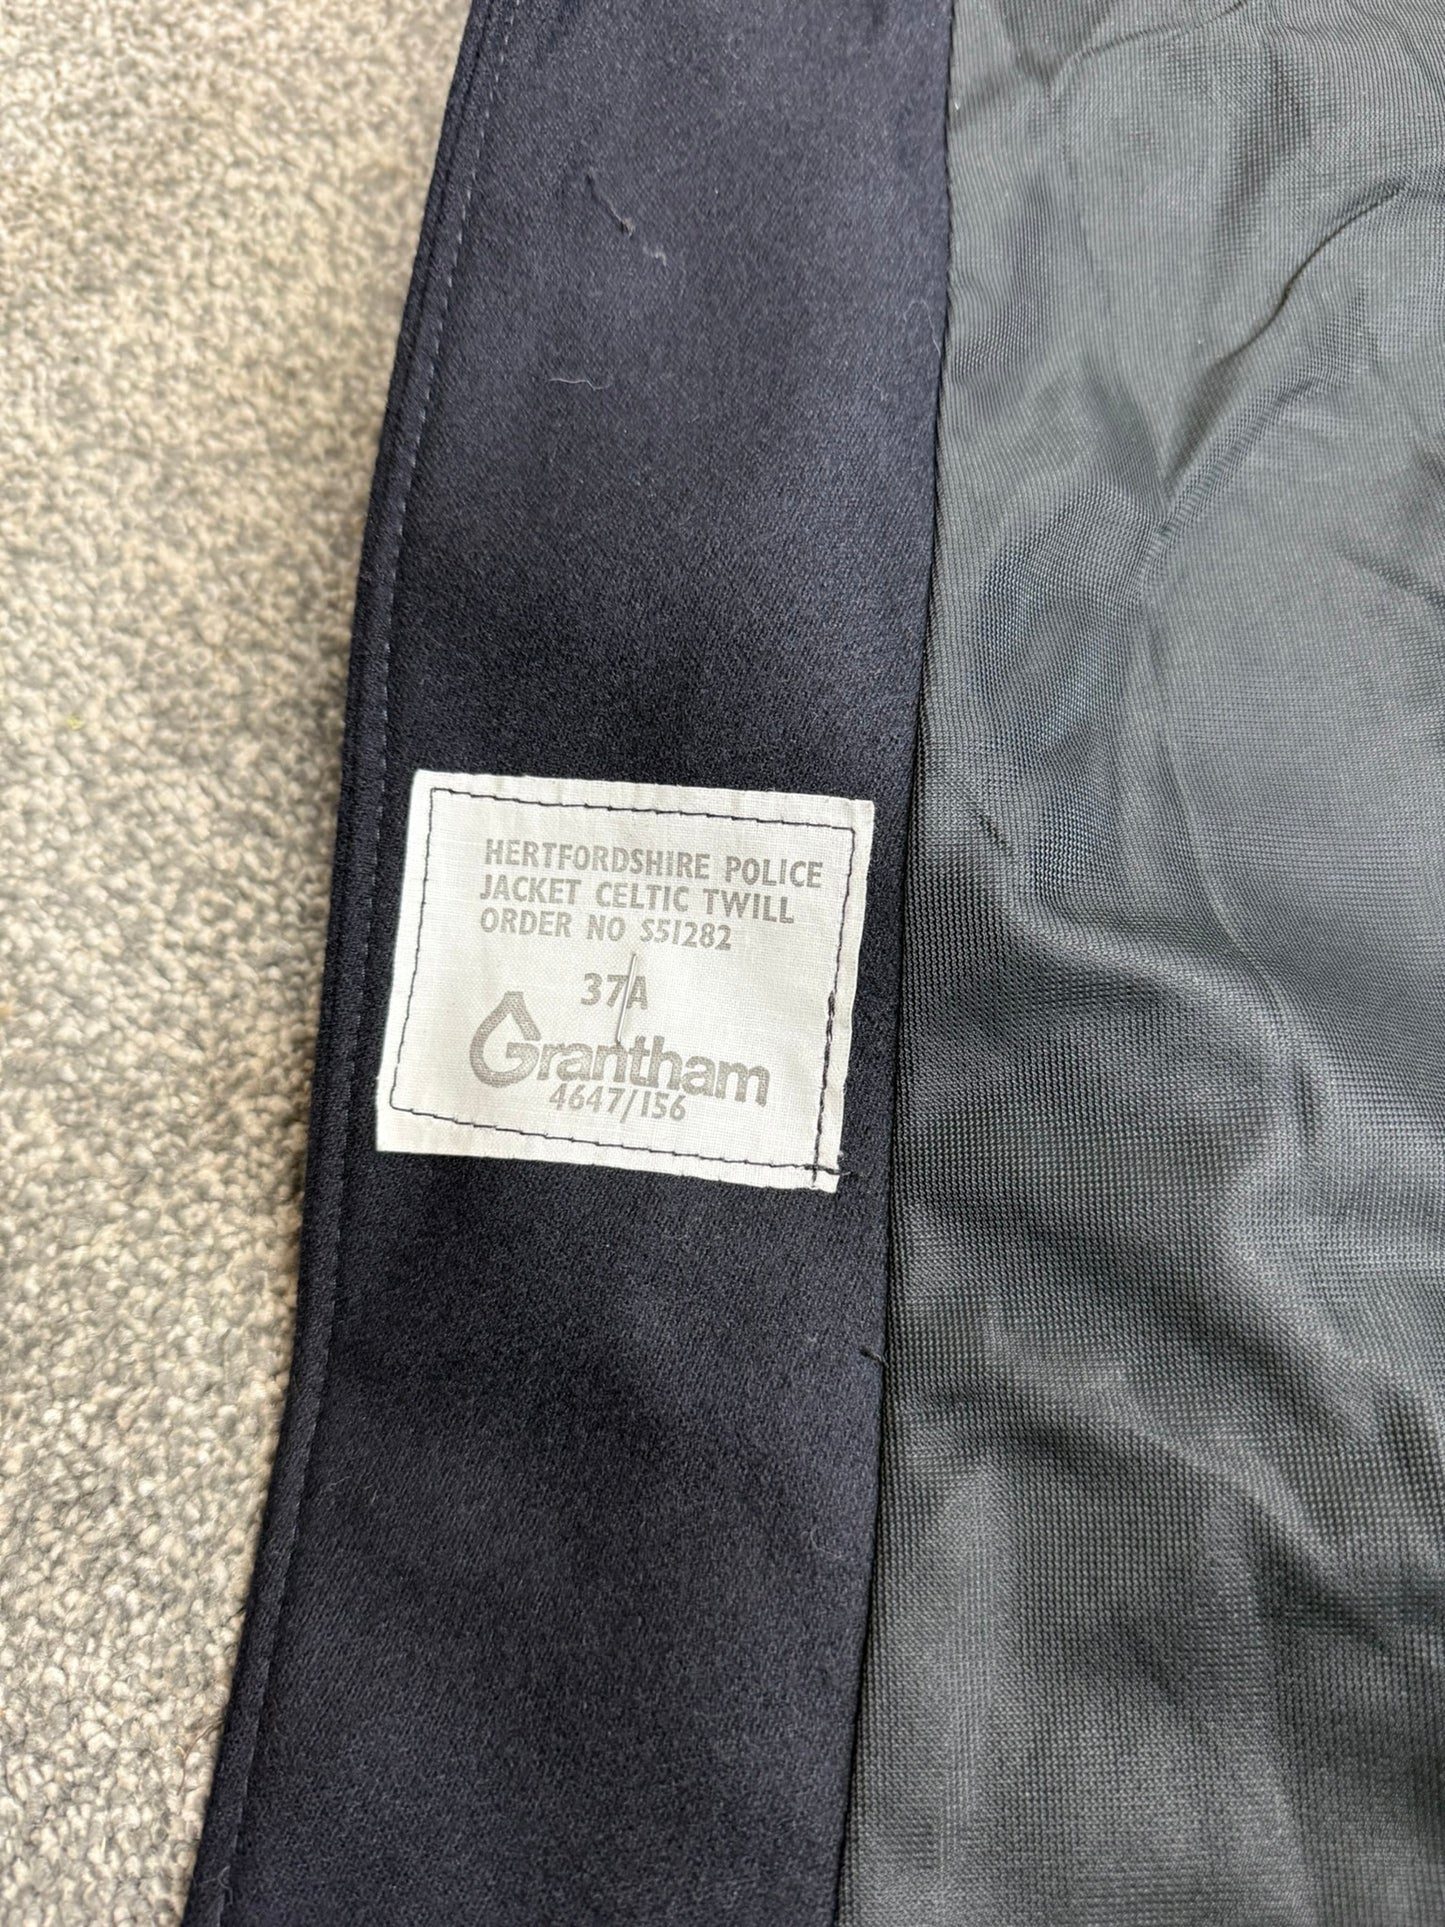 HERTFORDSHIRE POLICE
JACKET CELTIC TWILL
ORDER NO S51282
37A
Grantham
4647/156